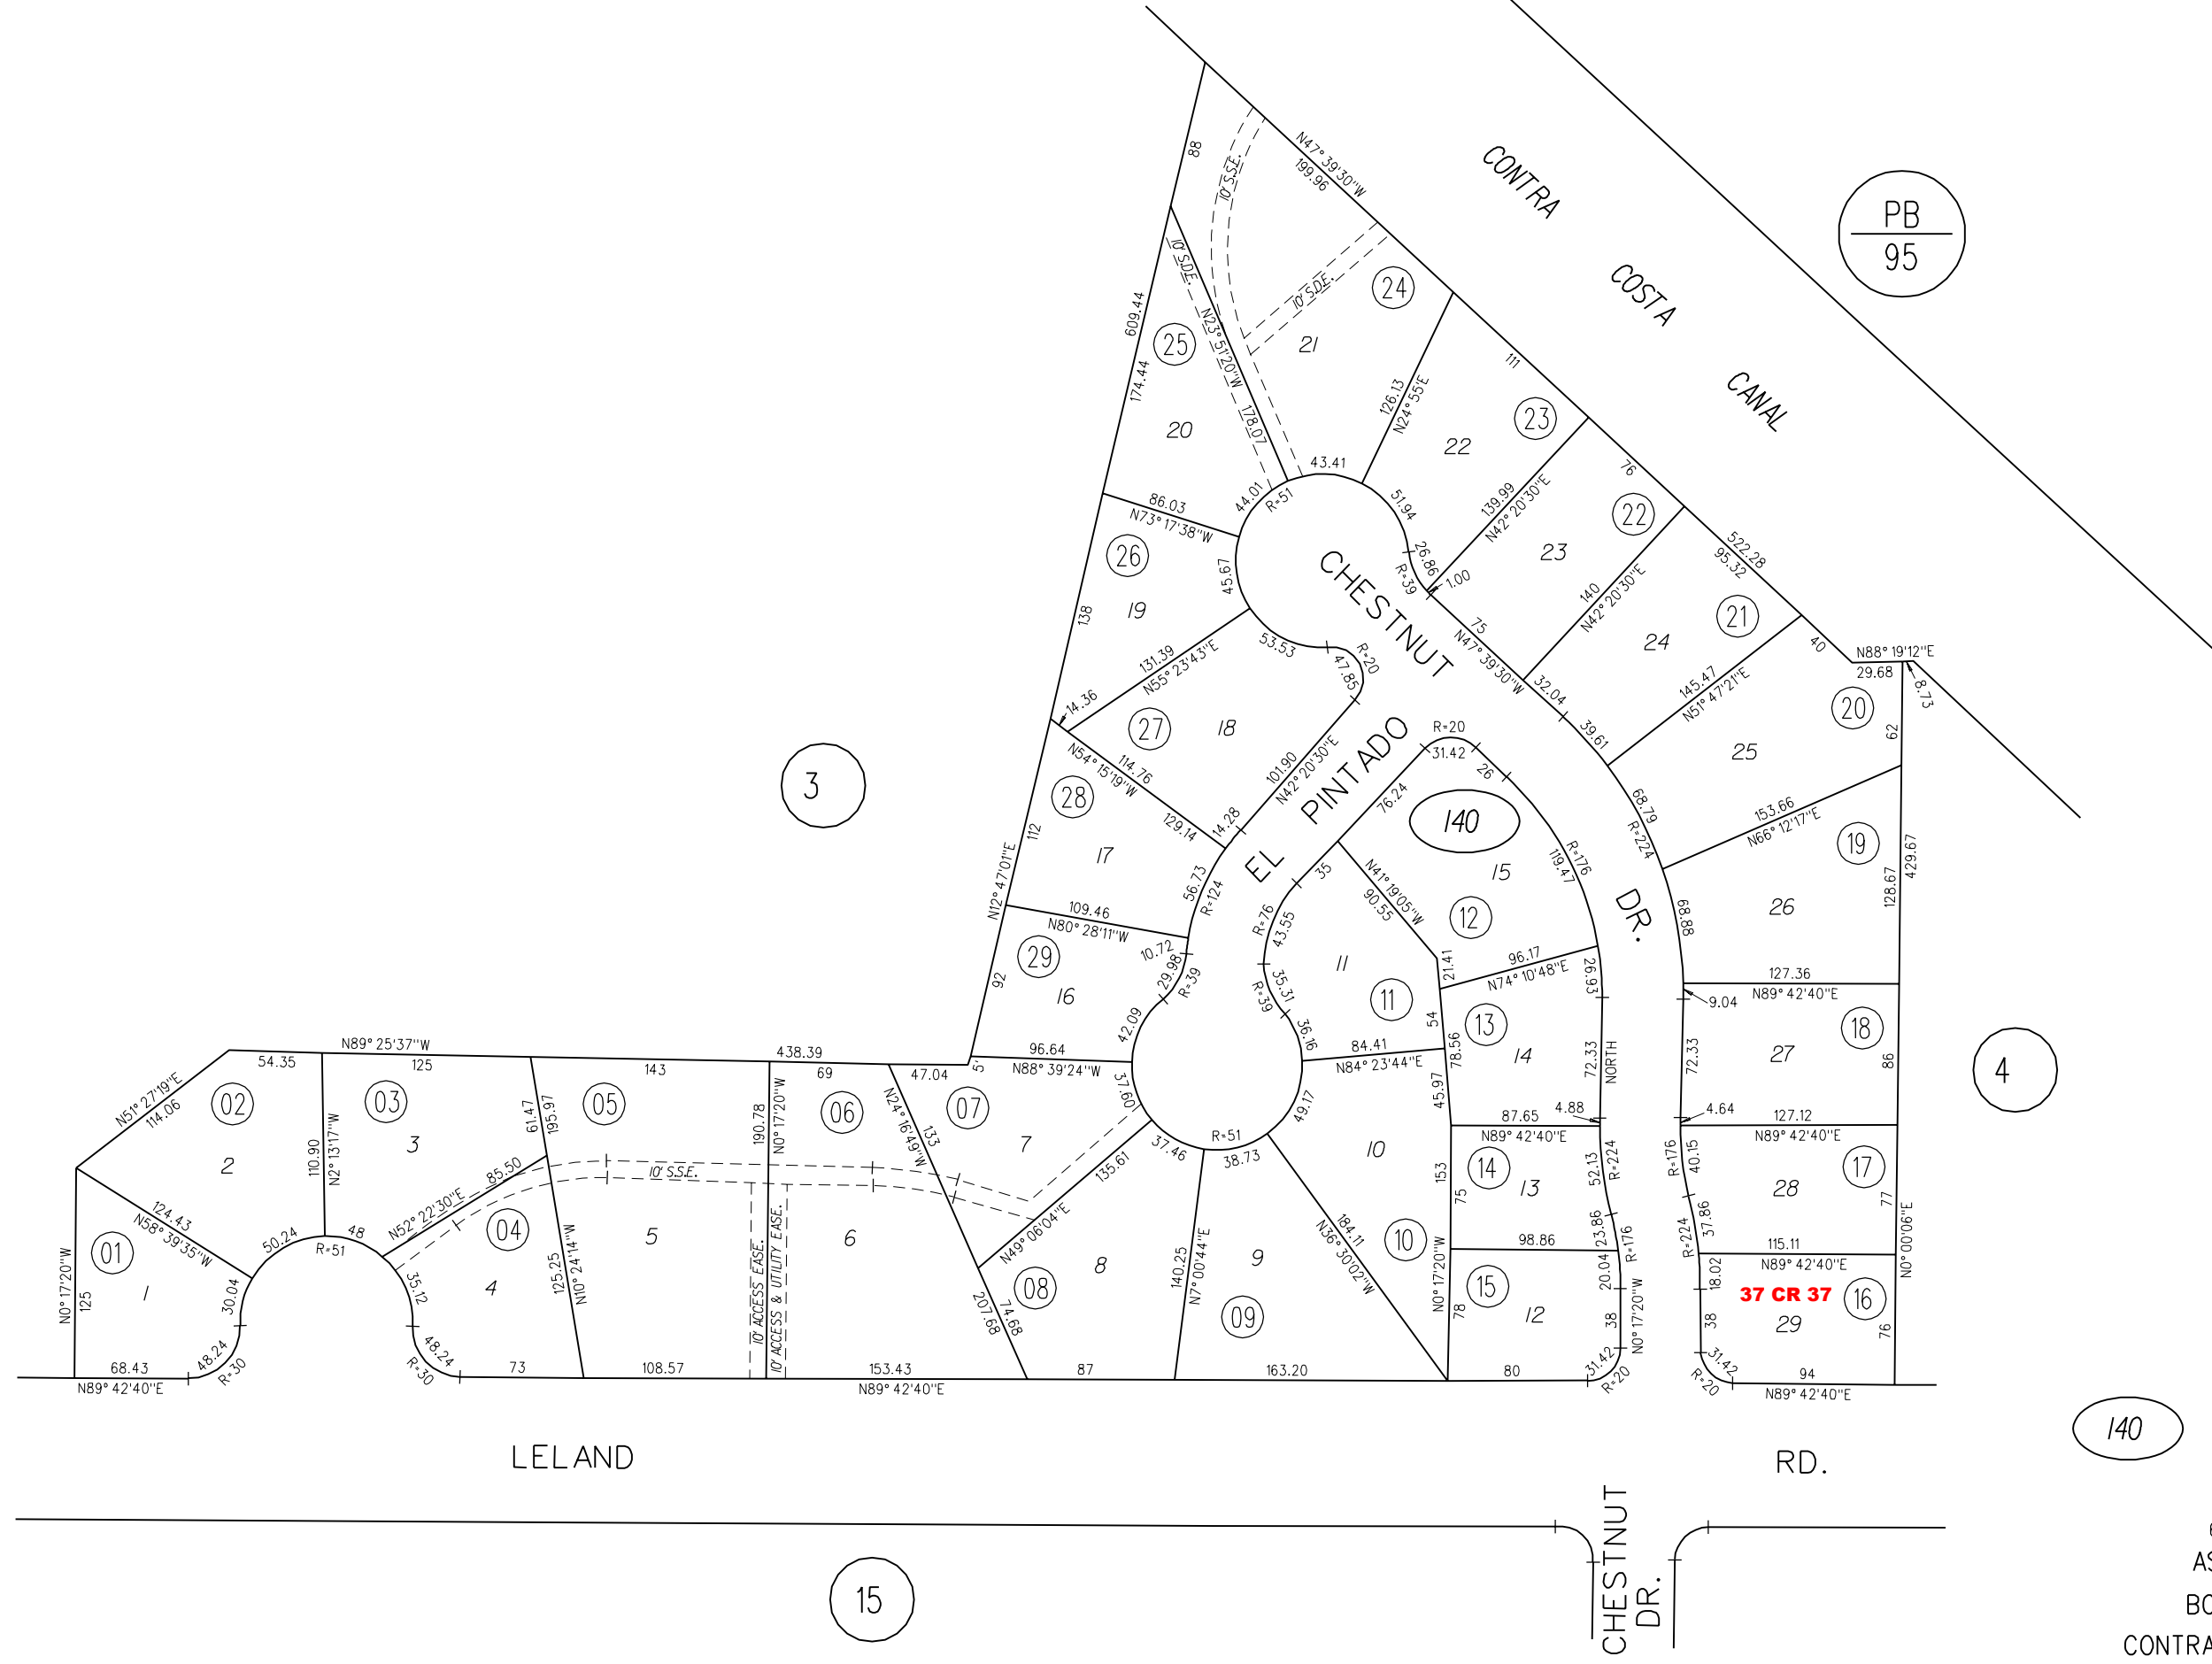 CONTRA COSTA CANAL
PB
95
88
10' S.S.E.
N47° 39'30"W
199.96
10' S.D.E.
10' S.D.E.
24
21
609.44
25
174.44
N23° 51'20"W
178.07
20
126.13
N24° 55'E
111
23
22
43.41
44.01
R=51
51.94
86.03
N73° 17'38"W
139.99
N42° 20'30"E
76
22
23
26
45.67
26.86
R=39
1.00
522.28
95.32
19
138
CHESTNUT
140
N42° 20'30"E
21
24
53.53
R=20
47.85
75
N47° 39'30"W
40
N88° 19'12"E
29.68
8.73
131.39
N55° 23'43"E
14.36
32.04
145.47
N51° 47'21"E
20
27
18
39.61
25
62
N54° 15'19"W
114.76
129.14
101.90
N42° 20'30"E
EL PINTADO
R=20
31.42
26
76.24
3
28
14.28
140
68.79
R=224
153.66
N66° 12'17"E
19
112
17
35
R=176
119.47
15
429.67
128.67
N12° 47'01"E
56.73
R=124
N41° 19'05"W
90.55
12
DR.
68.88
26
109.46
N80° 28'11"W
10.72
R=76
43.55
29
29.98
R=39
11
21.41
96.17
N74° 10'48"E
26.93
127.36
N89° 42'40"E
92
16
35.31
R=39
11
9.04
42.09
36.16
54
13
18
N89° 25'37"W
438.39
54.35
125
143
69
47.04
5'
96.64
N88° 39'24"W
84.41
N84° 23'44"E
78.56
14
72.33
NORTH
72.33
27
86
4
N51° 27'19"E
114.06
02
03
05
06
07
37.60
45.97
4.88
4.64
61.47
195.97
190.78
N0° 17'20"W
N24° 16'49"W
133
49.17
87.65
N89° 42'40"E
127.12
N89° 42'40"E
2
110.90
N2° 13'17"W
3
85.50
N52° 22'30"E
10' S.S.E.
7
135.61
N49° 06'04"E
37.46
R=51
38.73
10
153
75
14
13
52.13
R=224
R=176
40.15
17
28
77
124.43
N58° 39'35"W
01
1
50.24
48
R=51
04
5
6
8
9
184.11
N36° 30'02"W
10
98.86
23.86
R=176
R=224
37.86
115.11
N89° 42'40"E
N0° 00'06"E
N0° 17'20"W
125
30.04
35.12
4
125.25
N10° 24'14"W
10' ACCESS EASE.
10' ACCESS & UTILITY EASE.
207.68
74.68
08
140.25
N7° 00'44"E
09
N0° 17'20"W
78
15
12
20.04
18.02
37 CR 37
16
29
76
38
N0° 17'20"W
38
68.43
N89° 42'40"E
48.24
R=30
48.24
R=30
73
108.57
153.43
N89° 42'40"E
87
163.20
80
31.42
R=20
31.42
R=20
94
N89° 42'40"E
LELAND RD.
140
15
CHESTNUT
DR.
BO
CONTRA